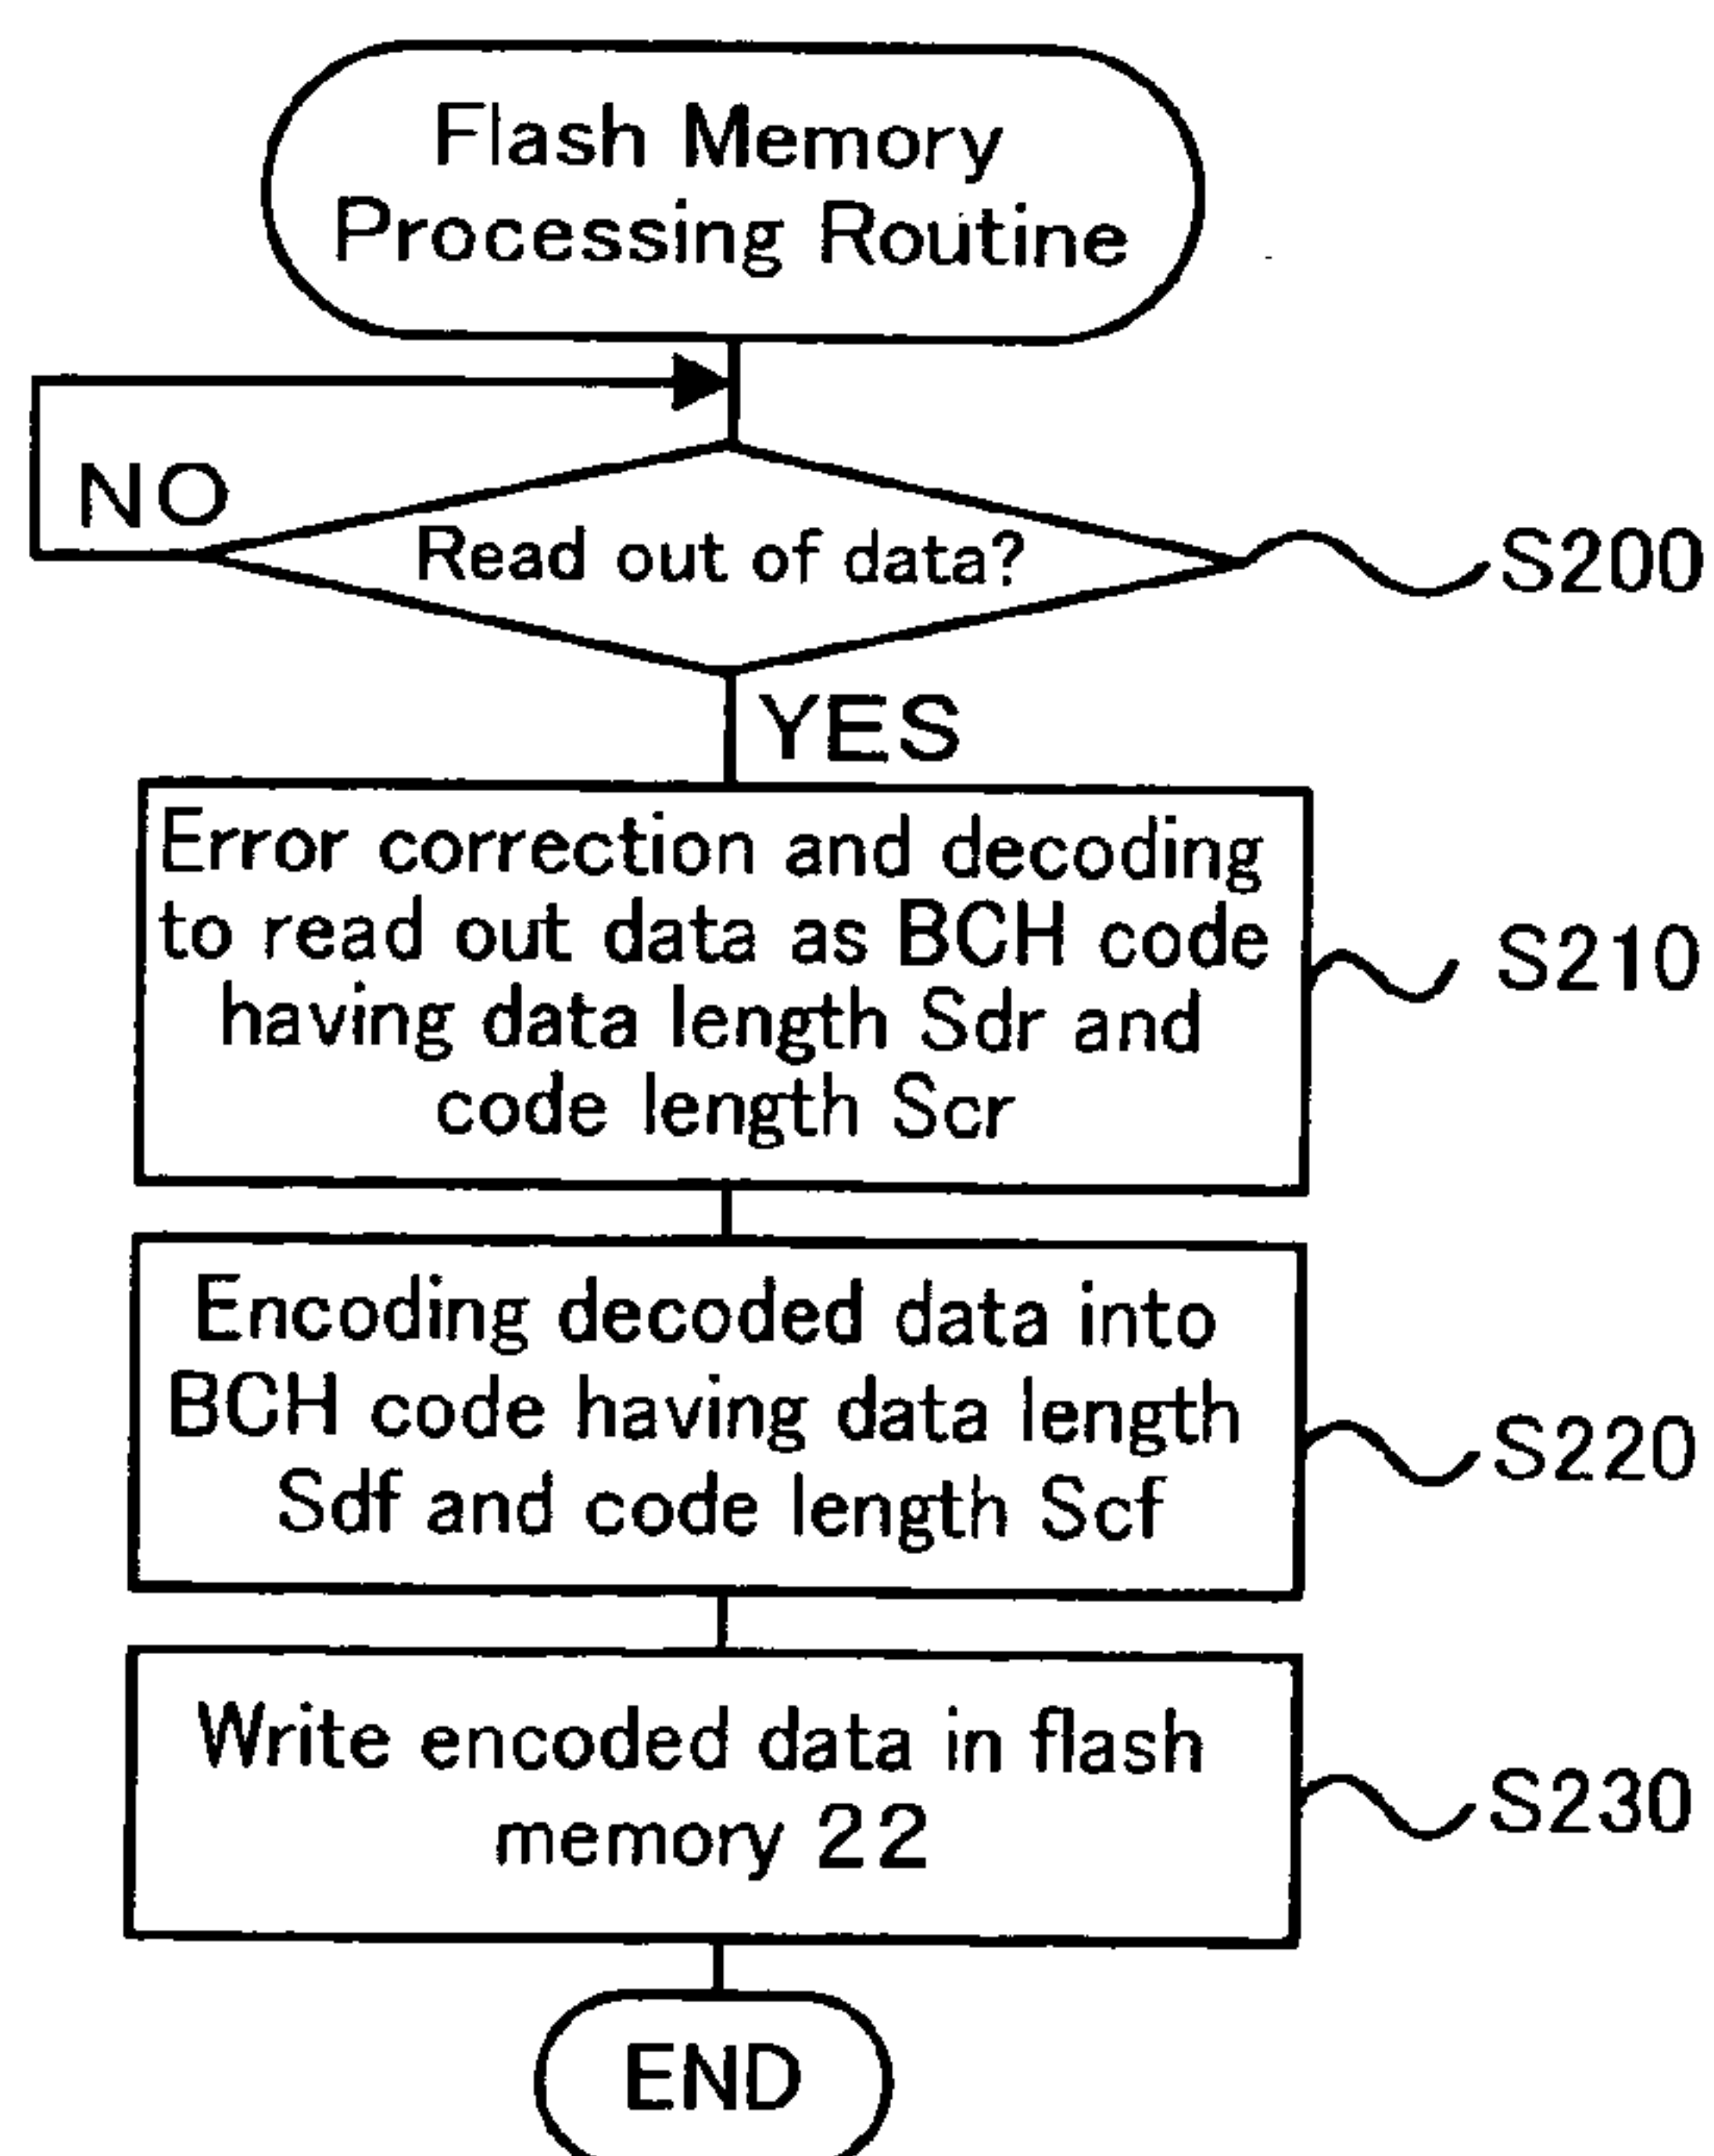 Flash Memory
Processing Routine
NO
Read out of data?
S200
YES
Error correction and decoding
to read out data as BCH code
having data length Sdr and
code length Scr
S210
Encoding decoded data into
BCH code having data length
Sdf and code length Scf
S220
Write encoded data in flash
memory 22
S230
END